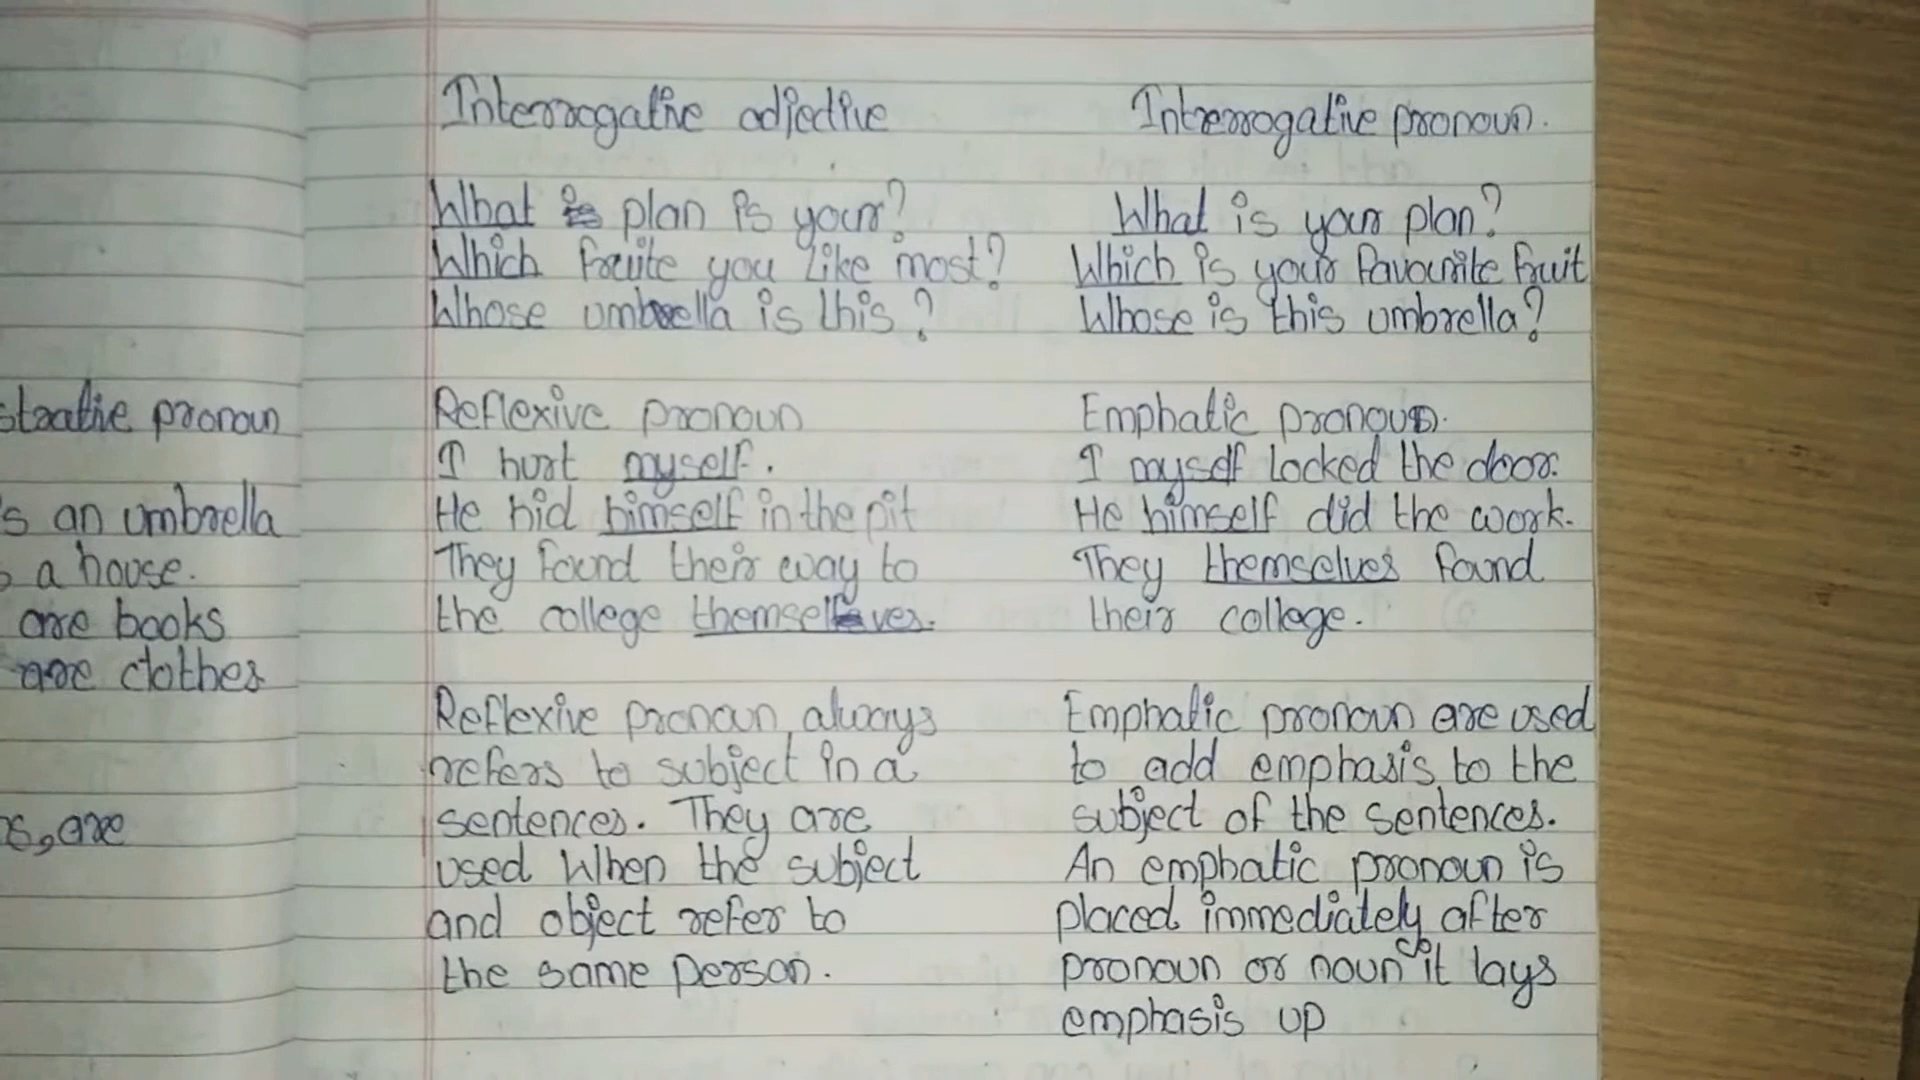 Interrogative adjective
Interrogative pronoun.
What is plan is your?
Which fruite you like most?
Whose umbrella is this?
What is your plan?
Which is your favourite fruit
Whose is this umbrella?
strative pronoun
s an umbrella
a house.
are books
are clothes
s, are
Reflexive pronoun
I hurt myself.
He hid himself in the pit
They found their way to
the college themselves.
Emphatic pronoun.
I myself locked the door.
He himself did the work.
They themselves found
their college.
Reflexive pronoun always
refers to subject in a
sentences. They are
used When the subject
and object refer to
the same person.
Emphatic pronoun are used
to add emphasis to the
subject of the sentences.
An emphatic pronoun is
placed immediately after
pronoun or noun it lays
emphasis up